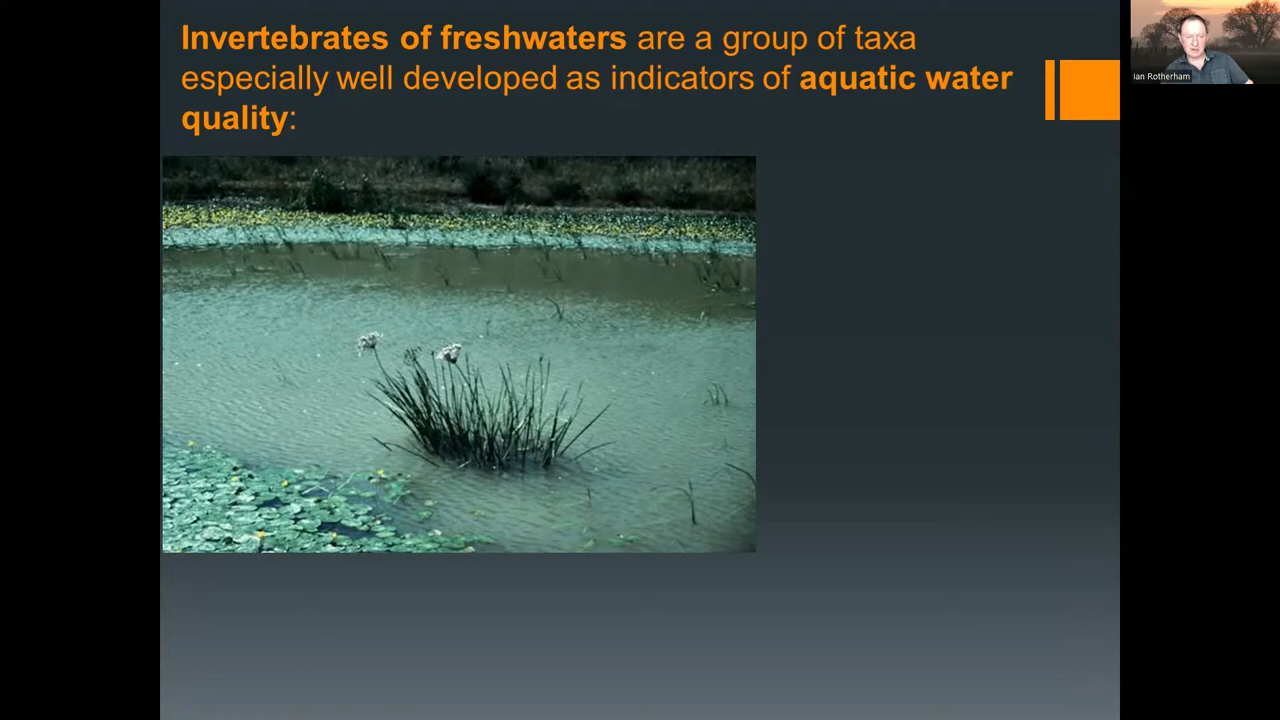 Invertebrates of freshwaters are a group of taxa
especially well developed as indicators of aquatic water
quality:
Ian Rotherham